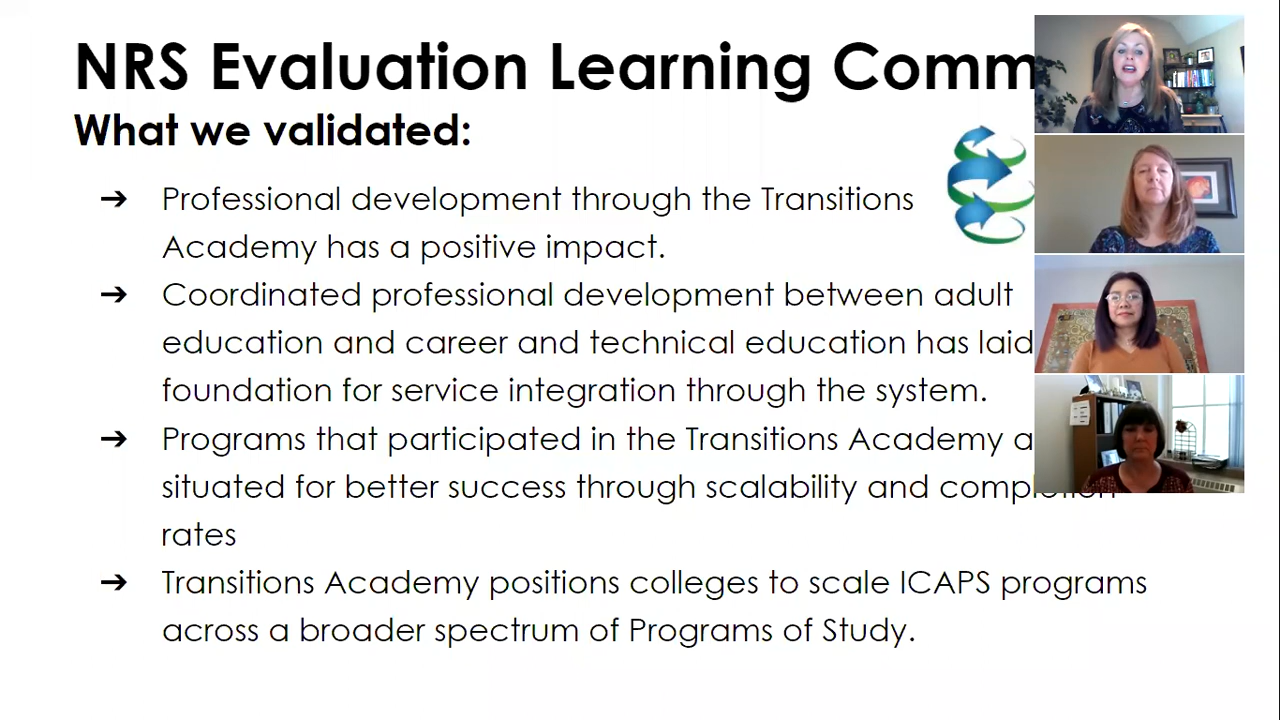 NRS Evaluation Learning Comm
What we validated:
➔ Professional development through the Transitions
Academy has a positive impact.
➔ Coordinated professional development between adult
education and career and technical education has laid
foundation for service integration through the system.
➔ Programs that participated in the Transitions Academy a
situated for better success through scalability and completion
rates
➔ Transitions Academy positions colleges to scale ICAPS programs
across a broader spectrum of Programs of Study.